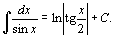 ∫ dx / sin x = ln|tg x/2| + C.